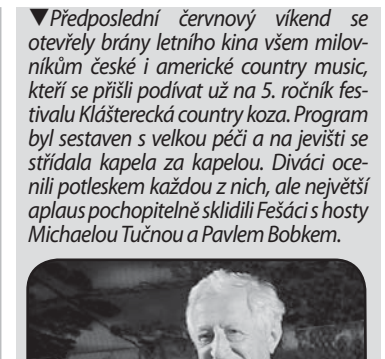 ▼Předposlední červnový víkend se
otevřely brány letního kina všem milov-
níkům české i americké country music,
kteří se přišli podívat už na 5. ročník fes-
tivalu Klášterecká country koza. Program
byl sestaven s velkou péči a na jevišti se
střídala kapela za kapelou. Diváci oce-
nili potleskem každou z nich, ale největší
aplaus pochopitelně sklidili Fešáci s hosty
Michaelou Tučnou a Pavlem Bobkem.